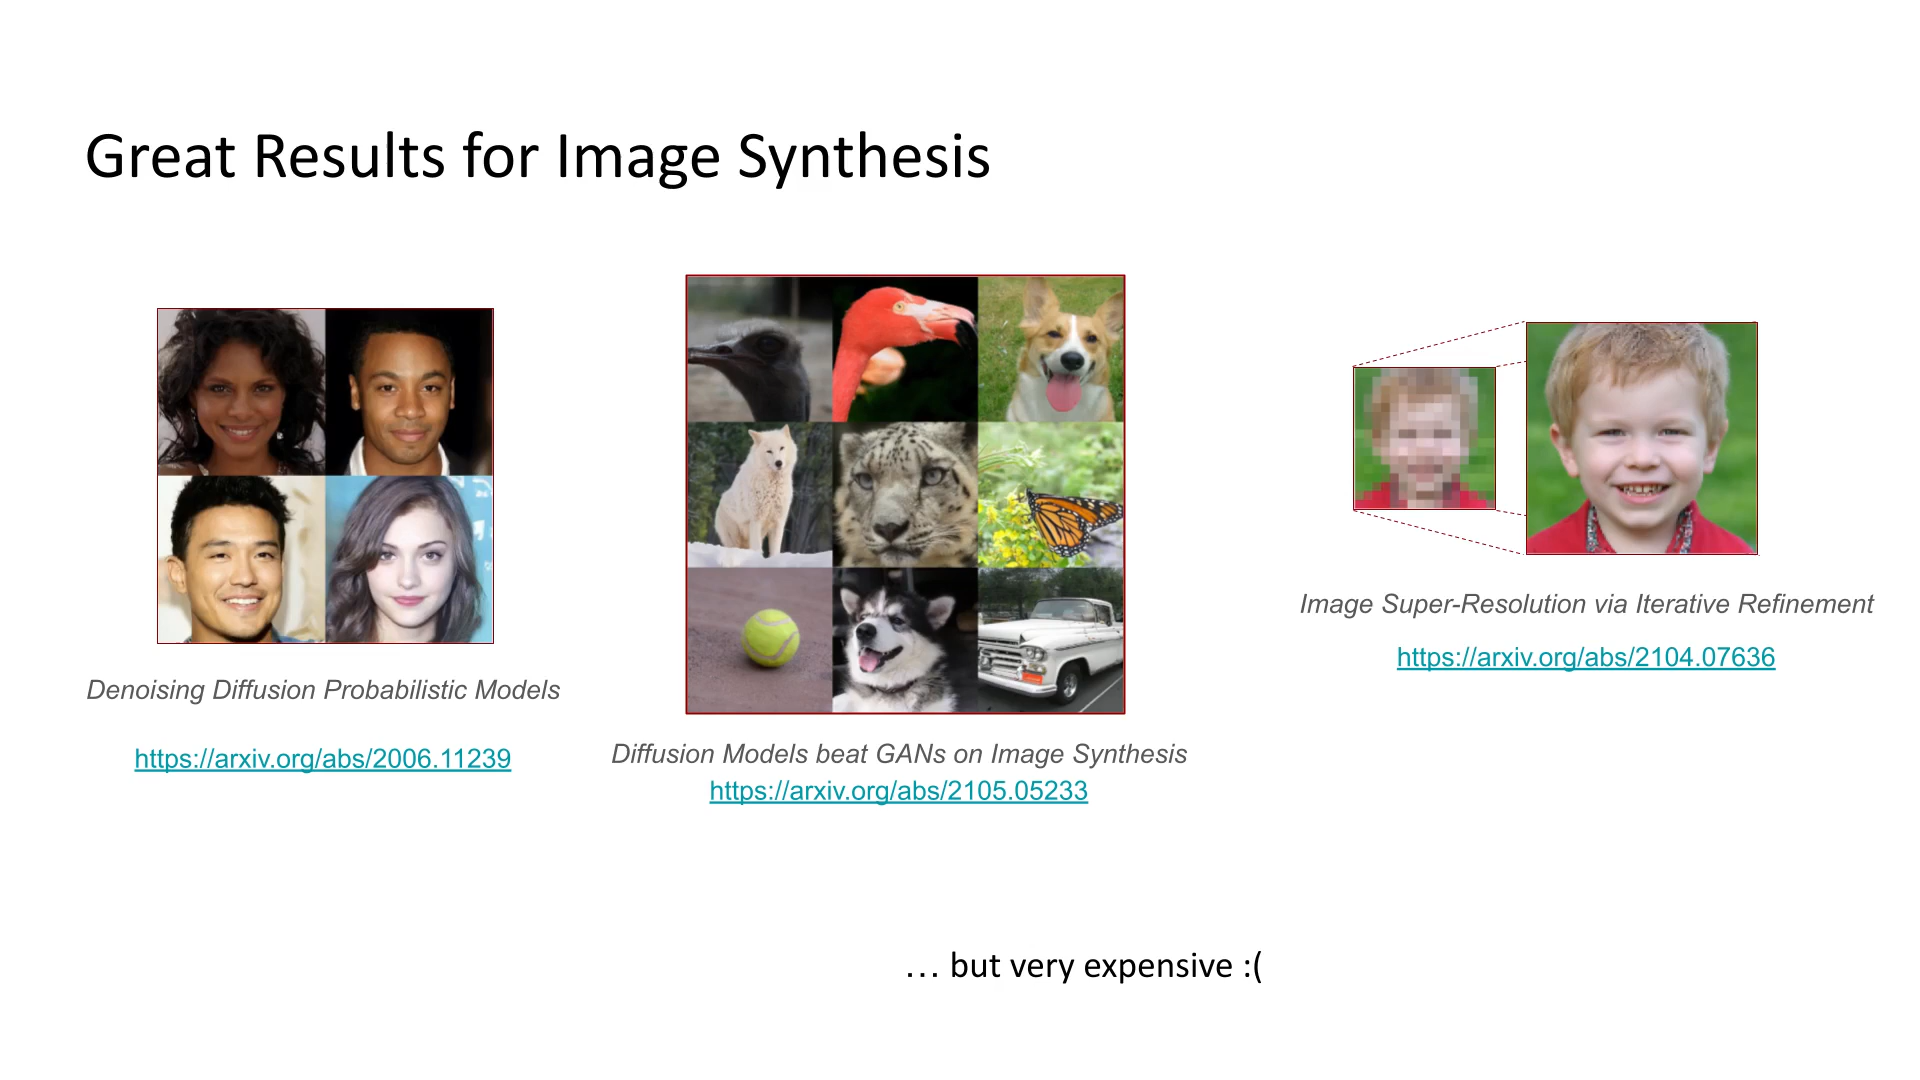 Great Results for Image Synthesis
Denoising Diffusion Probabilistic Models
https://arxiv.org/abs/2006.11239
Diffusion Models beat GANs on Image Synthesis
https://arxiv.org/abs/2105.05233
Image Super-Resolution via Iterative Refinement
https://arxiv.org/abs/2104.07636
… but very expensive :(